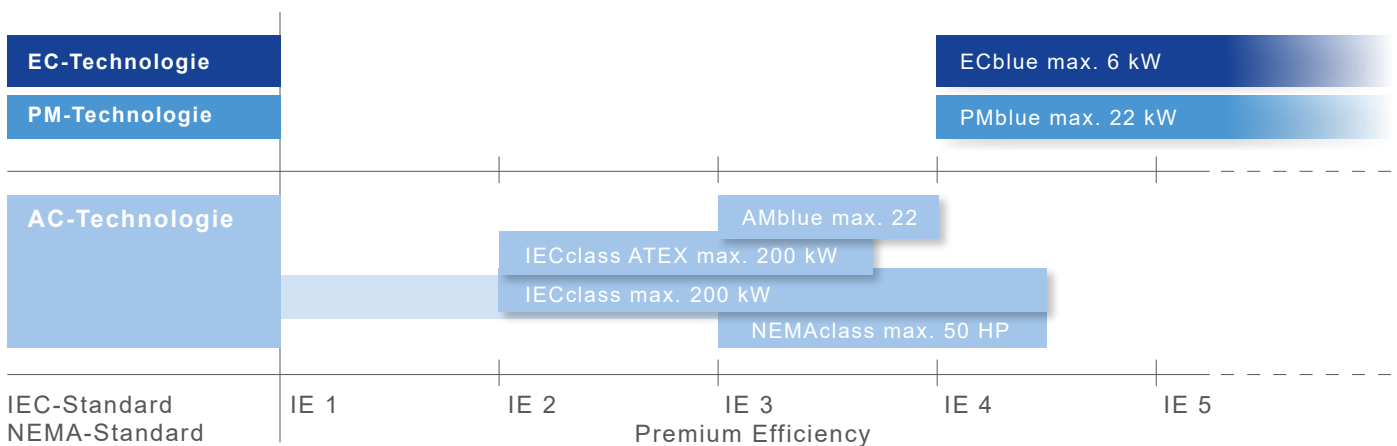 EC-Technologie
ECblue max. 6 kW
PM-Technologie
PMblue max. 22 kW
AC-Technologie
AMblue max. 22
IECclass ATEX max. 200 kW
IECclass max. 200 kW
NEMAclass max. 50 HP
IEC-Standard IE 1 IE 2 IE 3 IE 4 IE 5
NEMA-Standard Premium Efficiency